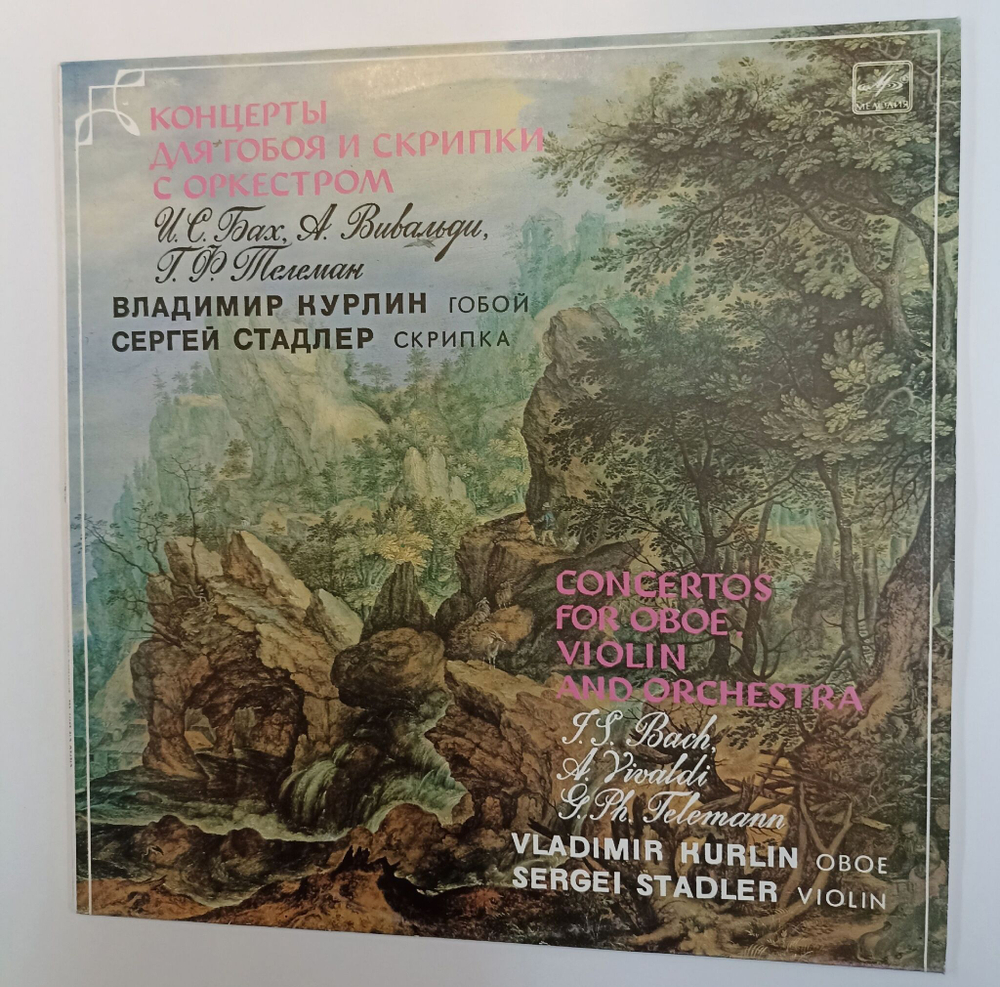 КОНЦЕРТЫ
ДЛЯ ГОБОЯ И СКРИПКИ
С ОРКЕСТРОМ
И. С. Бах, А. Вивальди,
Г. Ф. Телеман
ВЛАДИМИР КУРЛИН ГОБОЙ
СЕРГЕЙ СТАДЛЕР СКРИПКА
МЕЛОДИЯ
CONCERTOS
FOR OBOE,
VIOLIN
AND ORCHESTRA
J. S. Bach,
A. Vivaldi
G. Ph. Telemann
VLADIMIR KURLIN OBOE
SERGEI STADLER VIOLIN